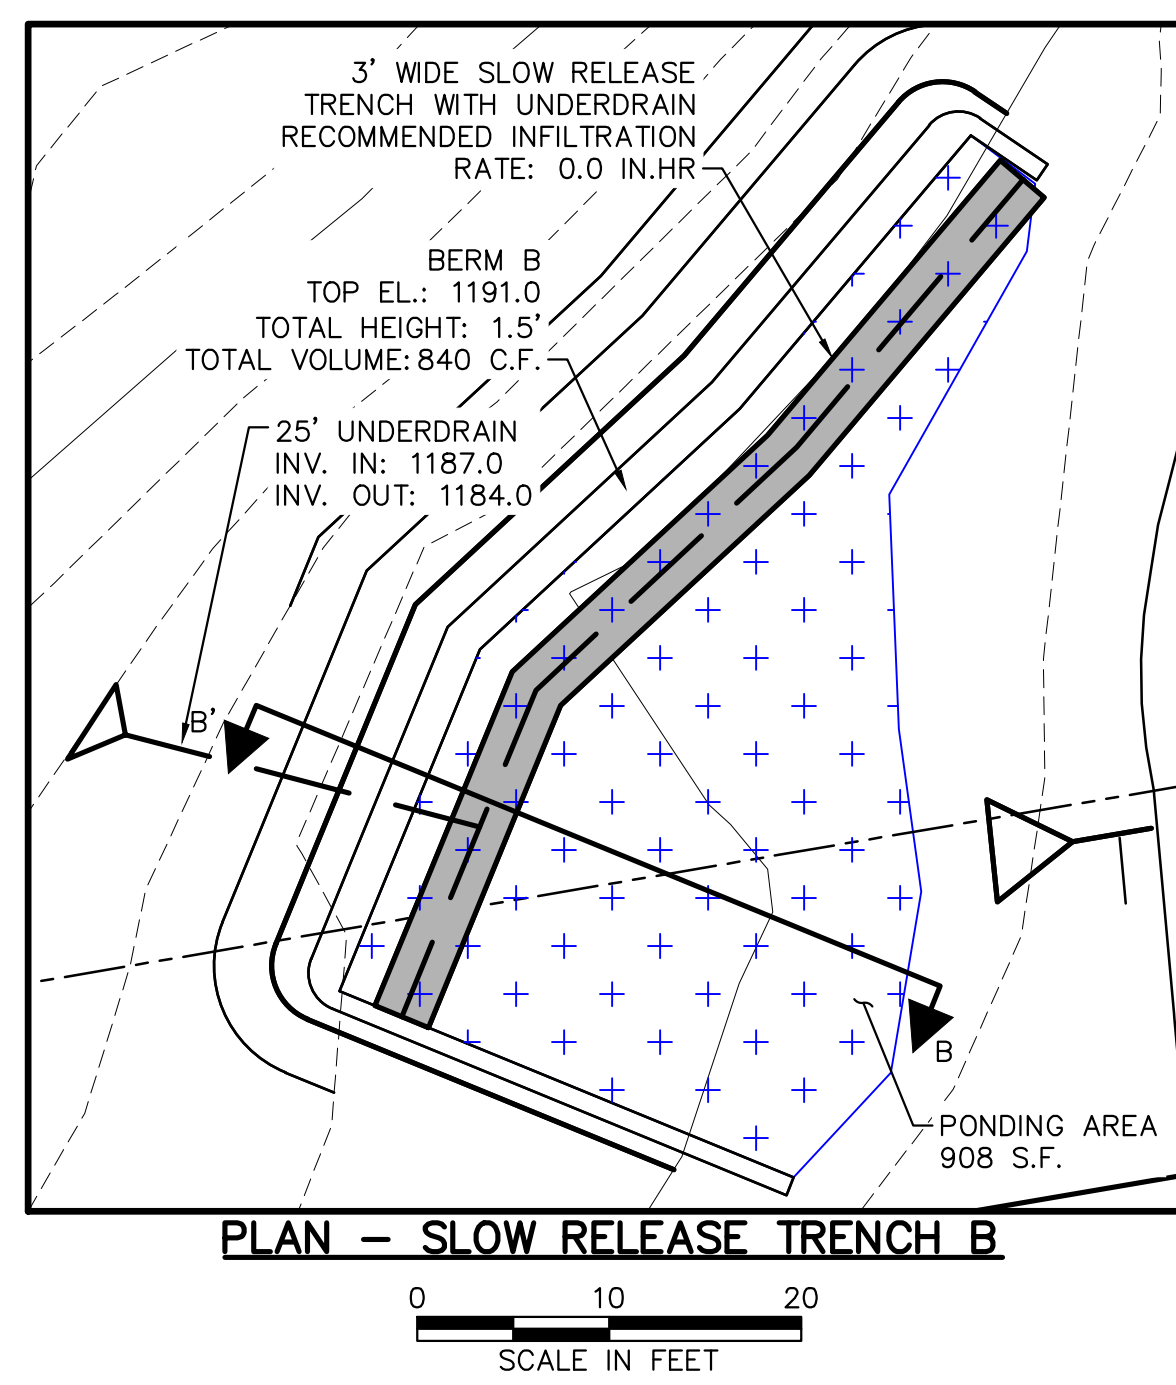 3' WIDE SLOW RELEASE
TRENCH WITH UNDERDRAIN
RECOMMENDED INFILTRATION
RATE: 0.0 IN.HR
BERM B
TOP EL.: 1191.0
TOTAL HEIGHT: 1.5'
TOTAL VOLUME: 840 C.F.
25' UNDERDRAIN
INV. IN: 1187.0
INV. OUT: 1184.0
B'
B
PONDING AREA
908 S.F.
PLAN – SLOW RELEASE TRENCH B
0 10 20
SCALE IN FEET